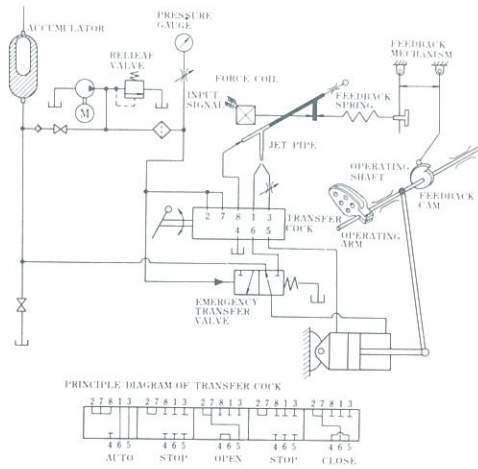 PRESSURE
GAUGE
ACCUMULATOR
RELIEAF
VALVE
M
FEEDBACK
MECHANISM
FORCE COIL
INPUT
SIGNAL
FEEDBACK
SPRING
JET PIPE
OPERATING
SHAFT
FEEDBACK
CAM
OPERATING
ARM
2 7 8 1 3
4 6 5
TRANSFER
COCK
EMERGENCY
TRANSFER
VALVE
PRINCIPLE DIAGRAM OF TRANSFER COCK
2 7 8 1 3 2 7 8 1 3 2 7 8 1 3 2 7 8 1 3 2 7 8 1 3
4 6 5 4 6 5 4 6 5 4 6 5 4 6 5
AUTO STOP OPEN STOP CLOSE